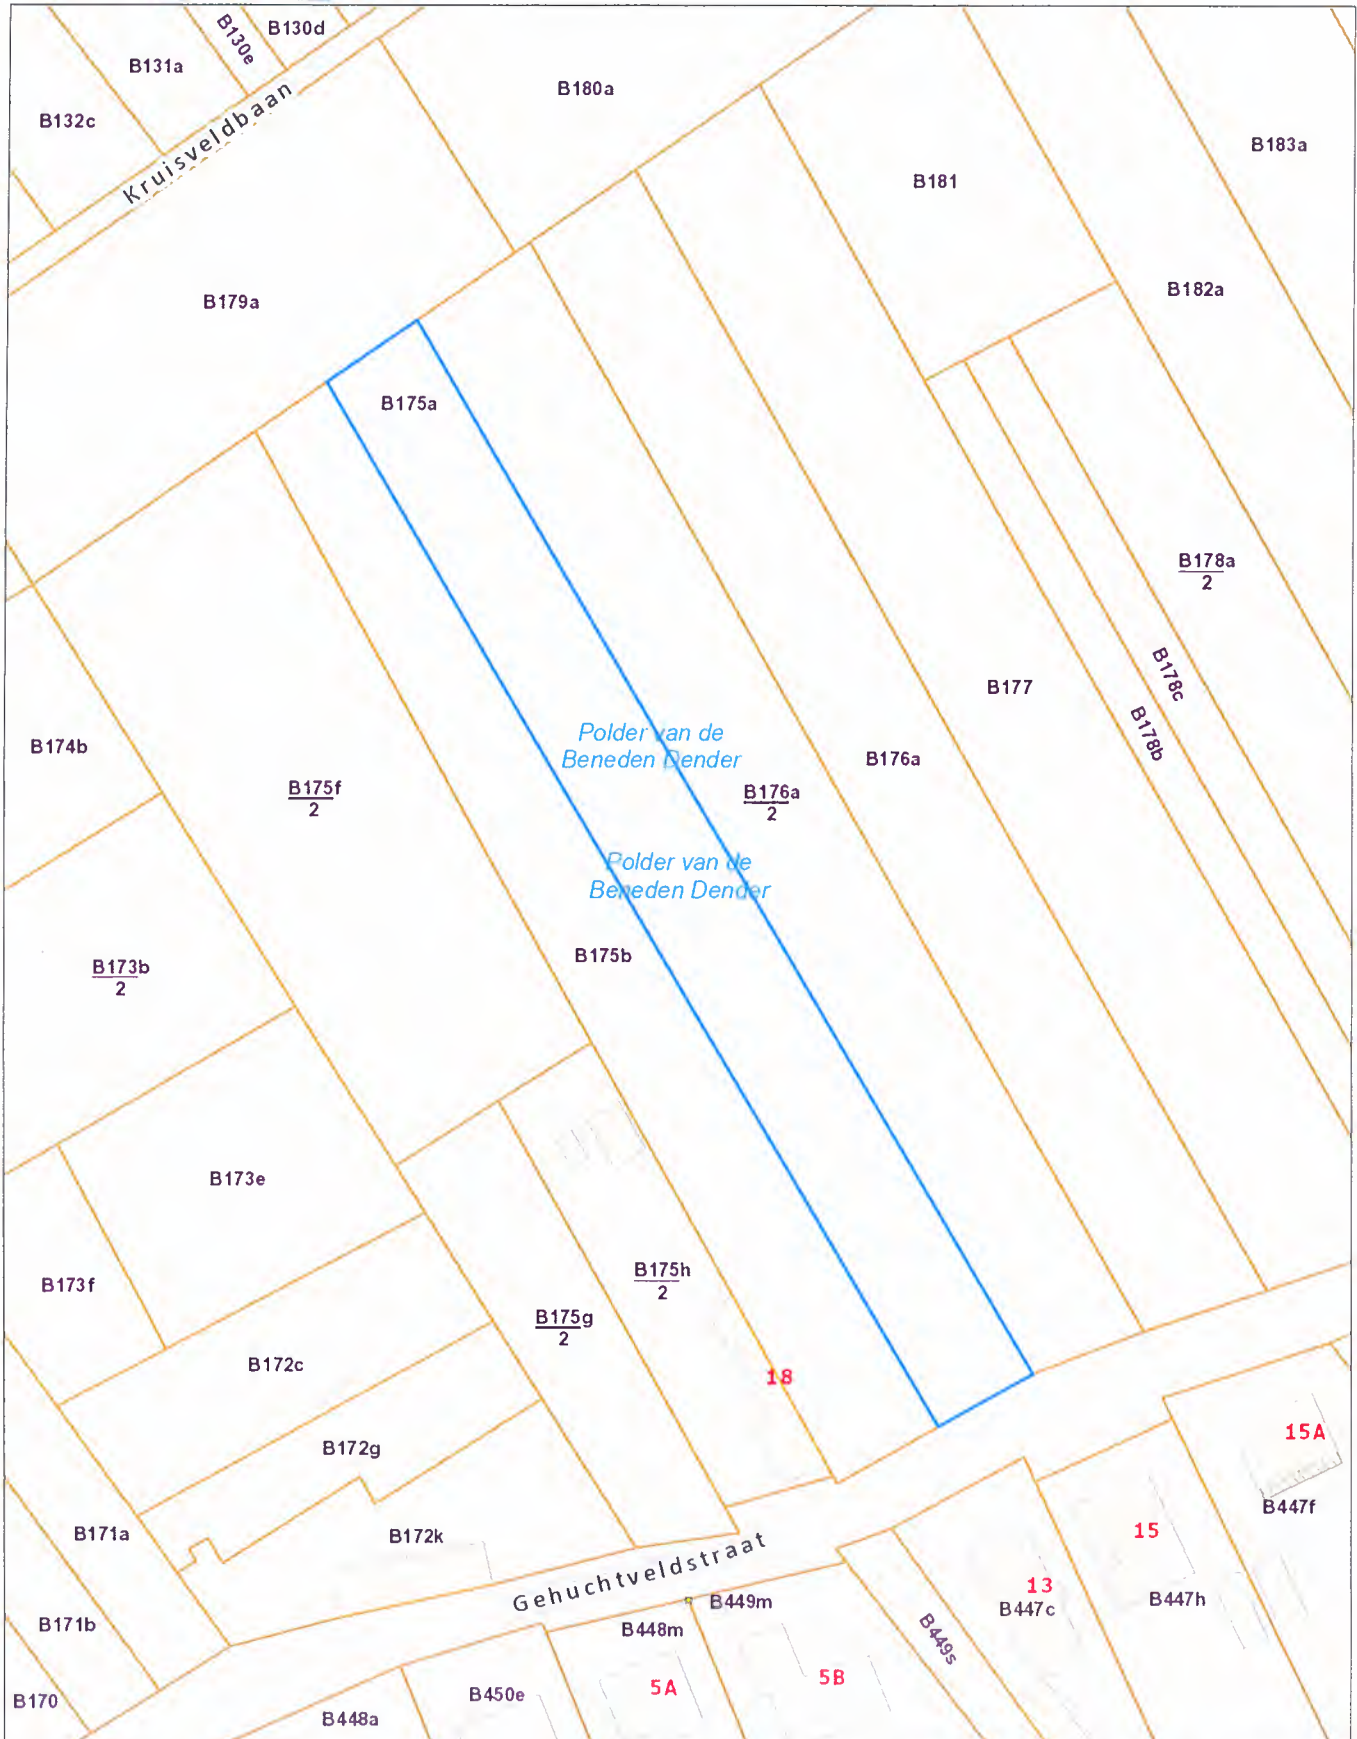 B130d
B130e
B131a
B180a
B132c
Kruisveldbaan
B183a
B181
B182a
B179a
B175a
B178a
2
B178c
B177
B178b
Polder van de
Beneden Dender
B174b
B176a
B175f
2
B176a
2
Polder van de
Beneden Dender
B175b
B173b
2
B173e
B175h
2
B173f
B175g
2
B172c
18
15A
B172g
B447f
B171a
B172k
15
Gehuchtveldstraat
13
B447c
B447h
B449m
B171b
B448m
B449s
5B
5A
B450e
B170
B448a